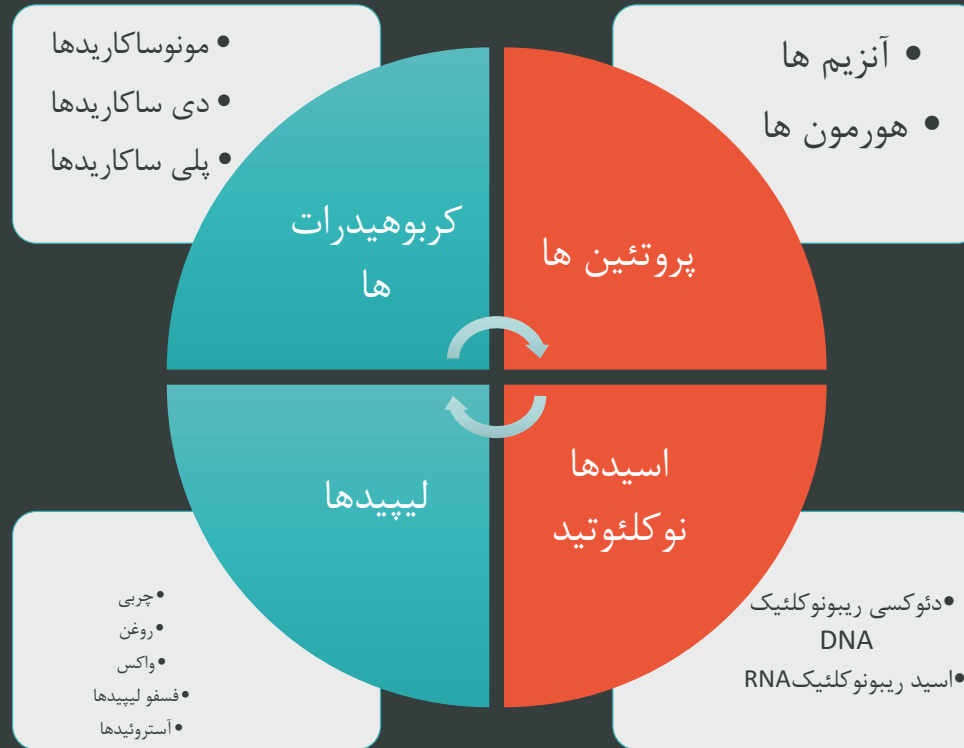 • آنزیم ها
• هورمون ها
پروتئین ها
• مونوساکاریدها
• دی ساکاریدها
• پلی ساکاریدها
کربوهیدرات
ها
اسیدها
نوکلئوتید
•دئوکسی ریبونوکلئیک
DNA
•اسید ریبونوکلئیکRNA
لیپیدها
•چربی
•روغن
•واکس
•فسفو لیپیدها
•آستروئیدها